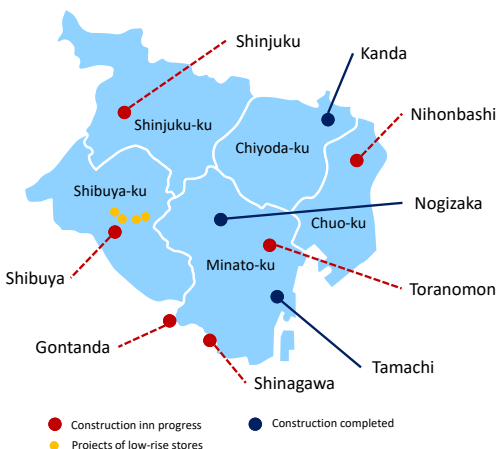 Shinjuku
Kanda
Nihonbashi
Shinjuku-ku
Chiyoda-ku
Shibuya-ku
Nogizaka
Chuo-ku
Minato-ku
Shibuya
Toranomon
Gontanda
Tamachi
Shinagawa
Construction inn progress
Construction completed
Projects of low-rise stores